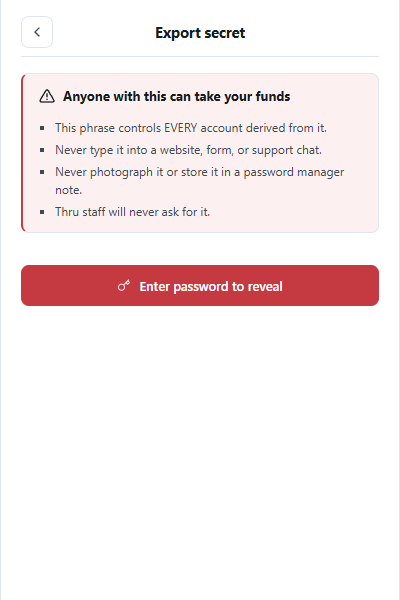 Export secret
Anyone with this can take your funds
This phrase controls EVERY account derived from it.
Never type it into a website, form, or support chat.
Never photograph it or store it in a password manager
note.
Thru staff will never ask for it.
Enter password to reveal